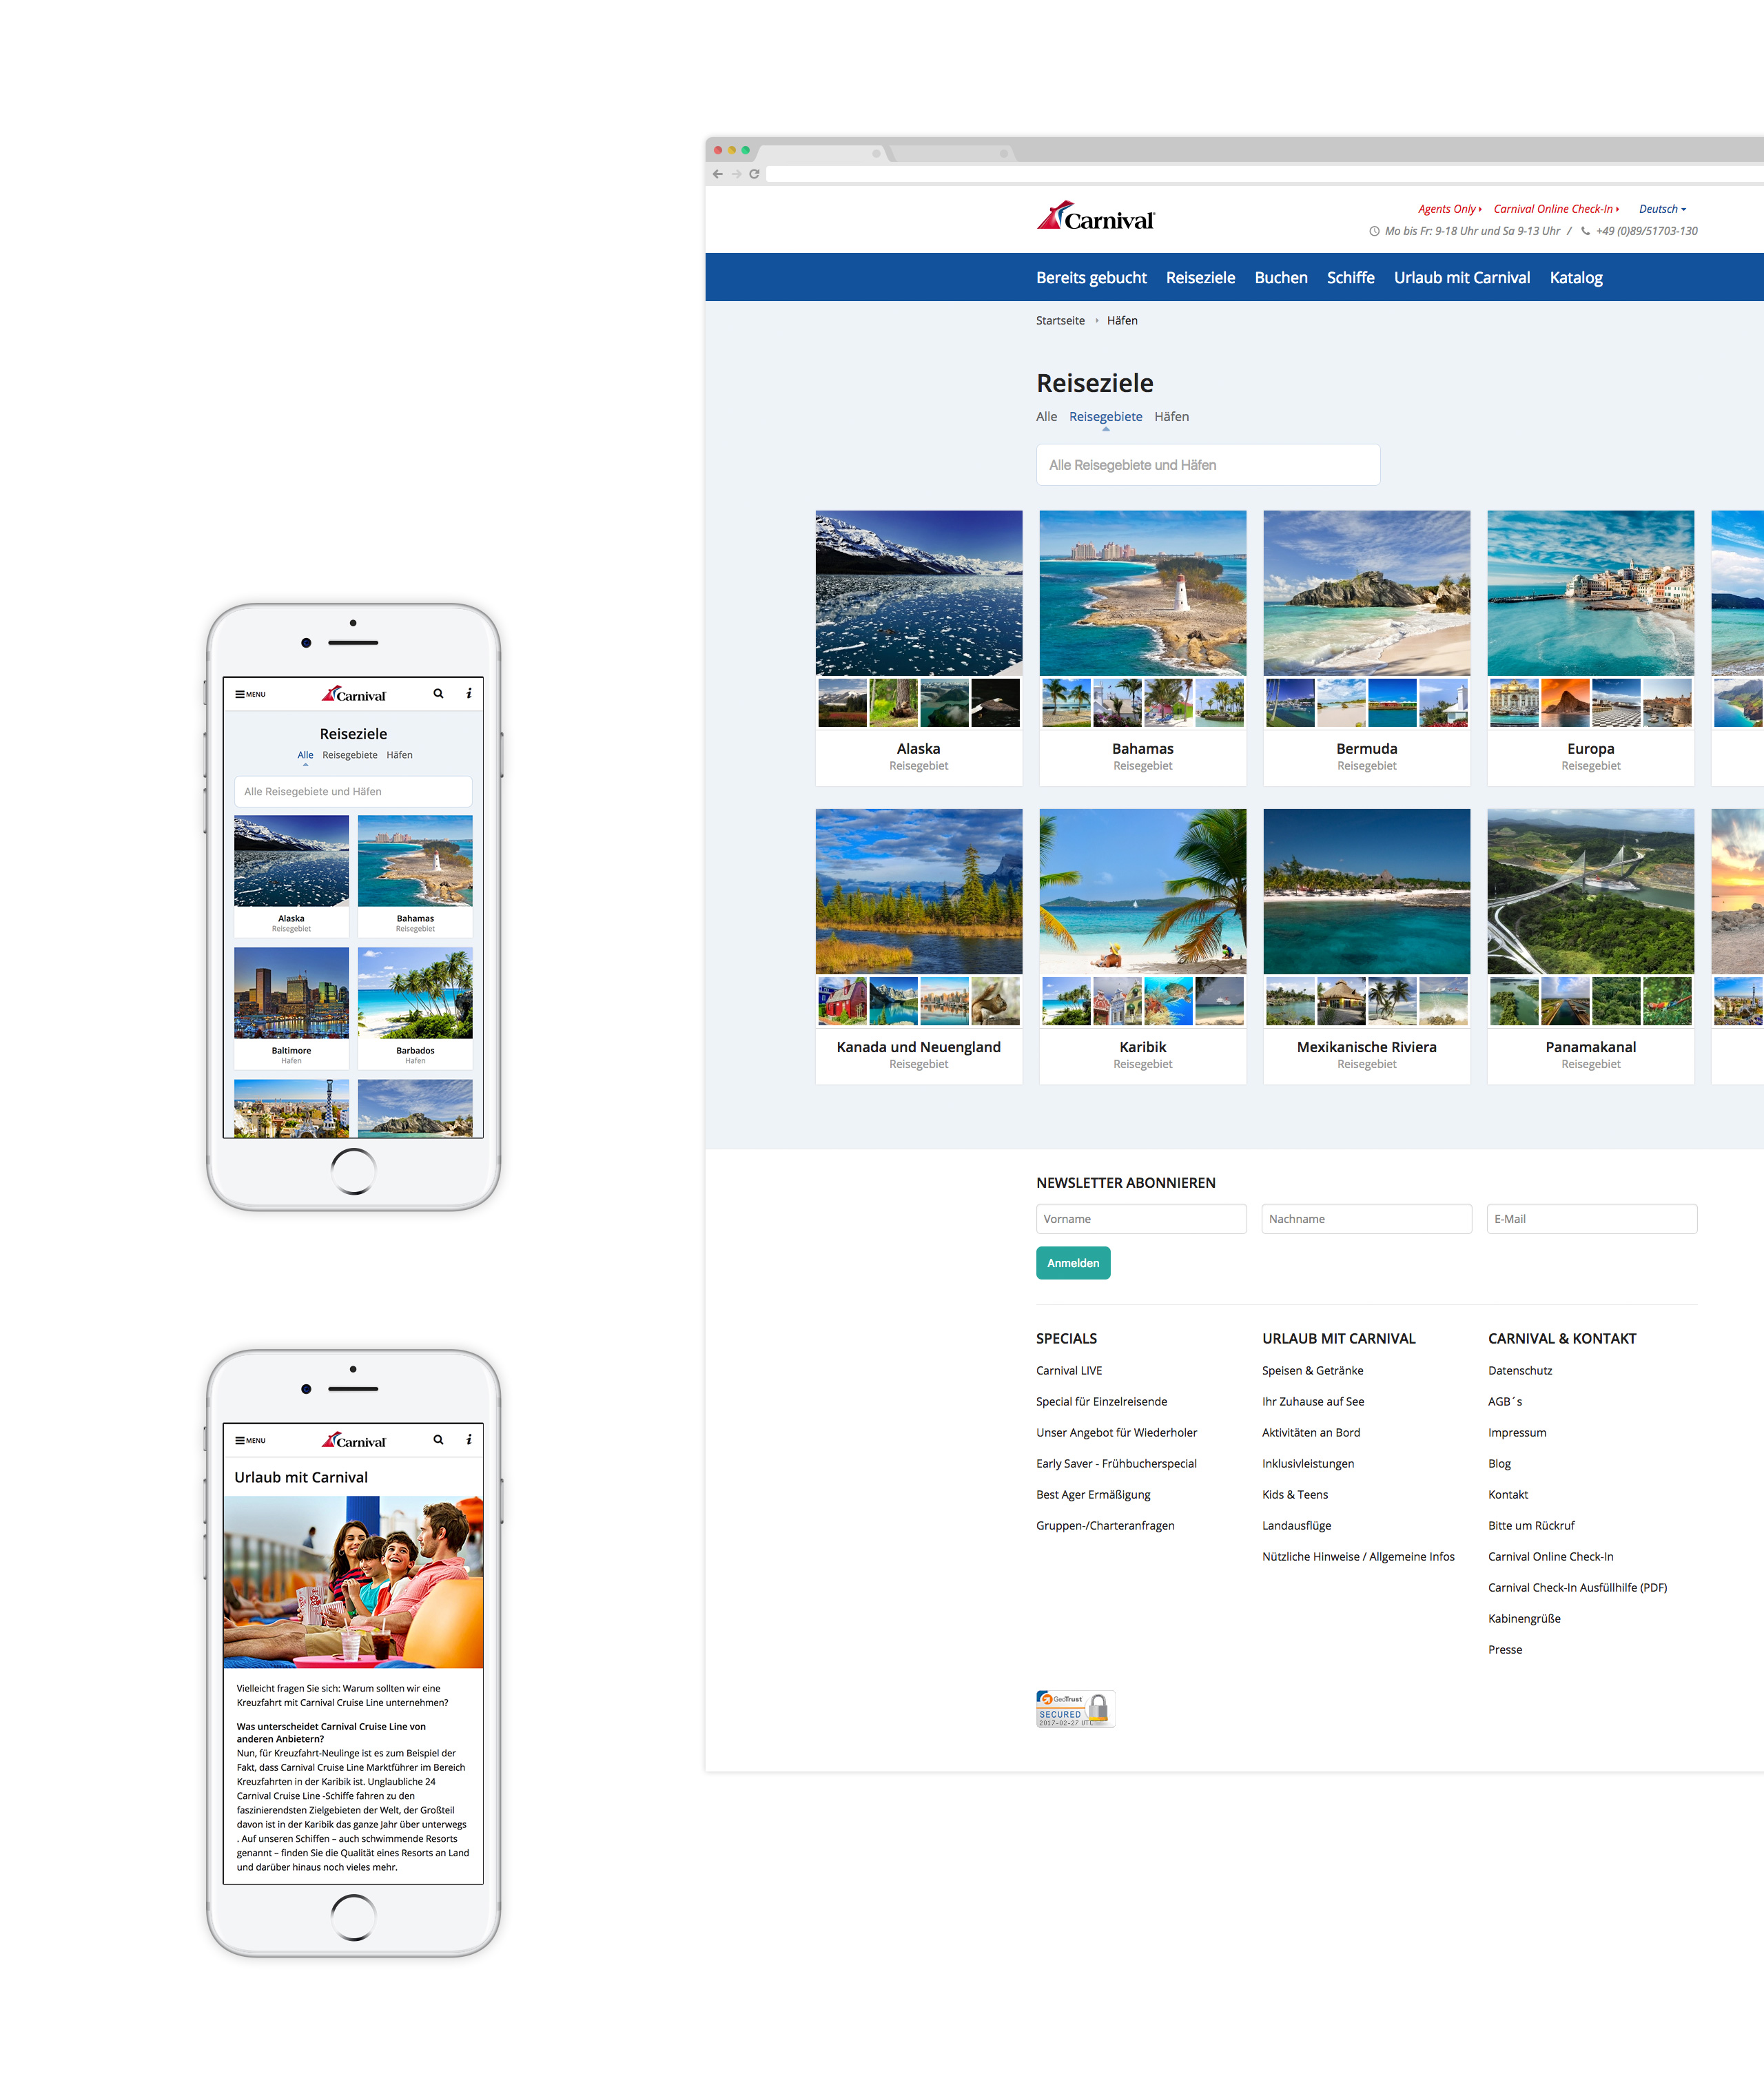 Carnival
Agents Only
Carnival Online Check-In
Deutsch
Mo bis Fr: 9-18 Uhr und Sa 9-13 Uhr / +49 (0)89/51703-130
Bereits gebucht Reiseziele Buchen Schiffe Urlaub mit Carnival Katalog
Startseite Häfen
Reiseziele
Alle Reisegebiete Häfen
Alle Reisegebiete und Häfen
Alaska
Reisegebiet
Bahamas
Reisegebiet
Bermuda
Reisegebiet
Europa
Reisegebiet
Kanada und Neuengland
Reisegebiet
Karibik
Reisegebiet
Mexikanische Riviera
Reisegebiet
Panamakanal
Reisegebiet
NEWSLETTER ABONNIEREN
Vorname
Nachname
E-Mail
Anmelden
SPECIALS
Carnival LIVE
Special für Einzelreisende
Unser Angebot für Wiederholer
Early Saver - Frühbucherspecial
Best Ager Ermäßigung
Gruppen-/Charteranfragen
URLAUB MIT CARNIVAL
Speisen & Getränke
Ihr Zuhause auf See
Aktivitäten an Bord
Inklusivleistungen
Kids & Teens
Landausflüge
Nützliche Hinweise / Allgemeine Infos
CARNIVAL & KONTAKT
Datenschutz
AGB´s
Impressum
Blog
Kontakt
Bitte um Rückruf
Carnival Online Check-In
Carnival Check-In Ausfüllhilfe (PDF)
Kabinengrüße
Presse
GeoTrust
SECURED
2017-02-27 UTC
MENU
Carnival
Reiseziele
Alle Reisegebiete Häfen
Alle Reisegebiete und Häfen
Alaska
Reisegebiet
Bahamas
Reisegebiet
Baltimore
Hafen
Barbados
Hafen
MENU
Carnival
Urlaub mit Carnival
Vielleicht fragen Sie sich: Warum sollten wir eine
Kreuzfahrt mit Carnival Cruise Line unternehmen?
Was unterscheidet Carnival Cruise Line von
anderen Anbietern?
Nun, für Kreuzfahrt-Neulinge ist es zum Beispiel der
Fakt, dass Carnival Cruise Line Marktführer im Bereich
Kreuzfahrten in der Karibik ist. Unglaubliche 24
Carnival Cruise Line -Schiffe fahren zu den
faszinierendsten Zielgebieten der Welt, der Großteil
davon ist in der Karibik das ganze Jahr über unterwegs
. Auf unseren Schiffen – auch schwimmende Resorts
genannt – finden Sie die Qualität eines Resorts an Land
und darüber hinaus noch vieles mehr.